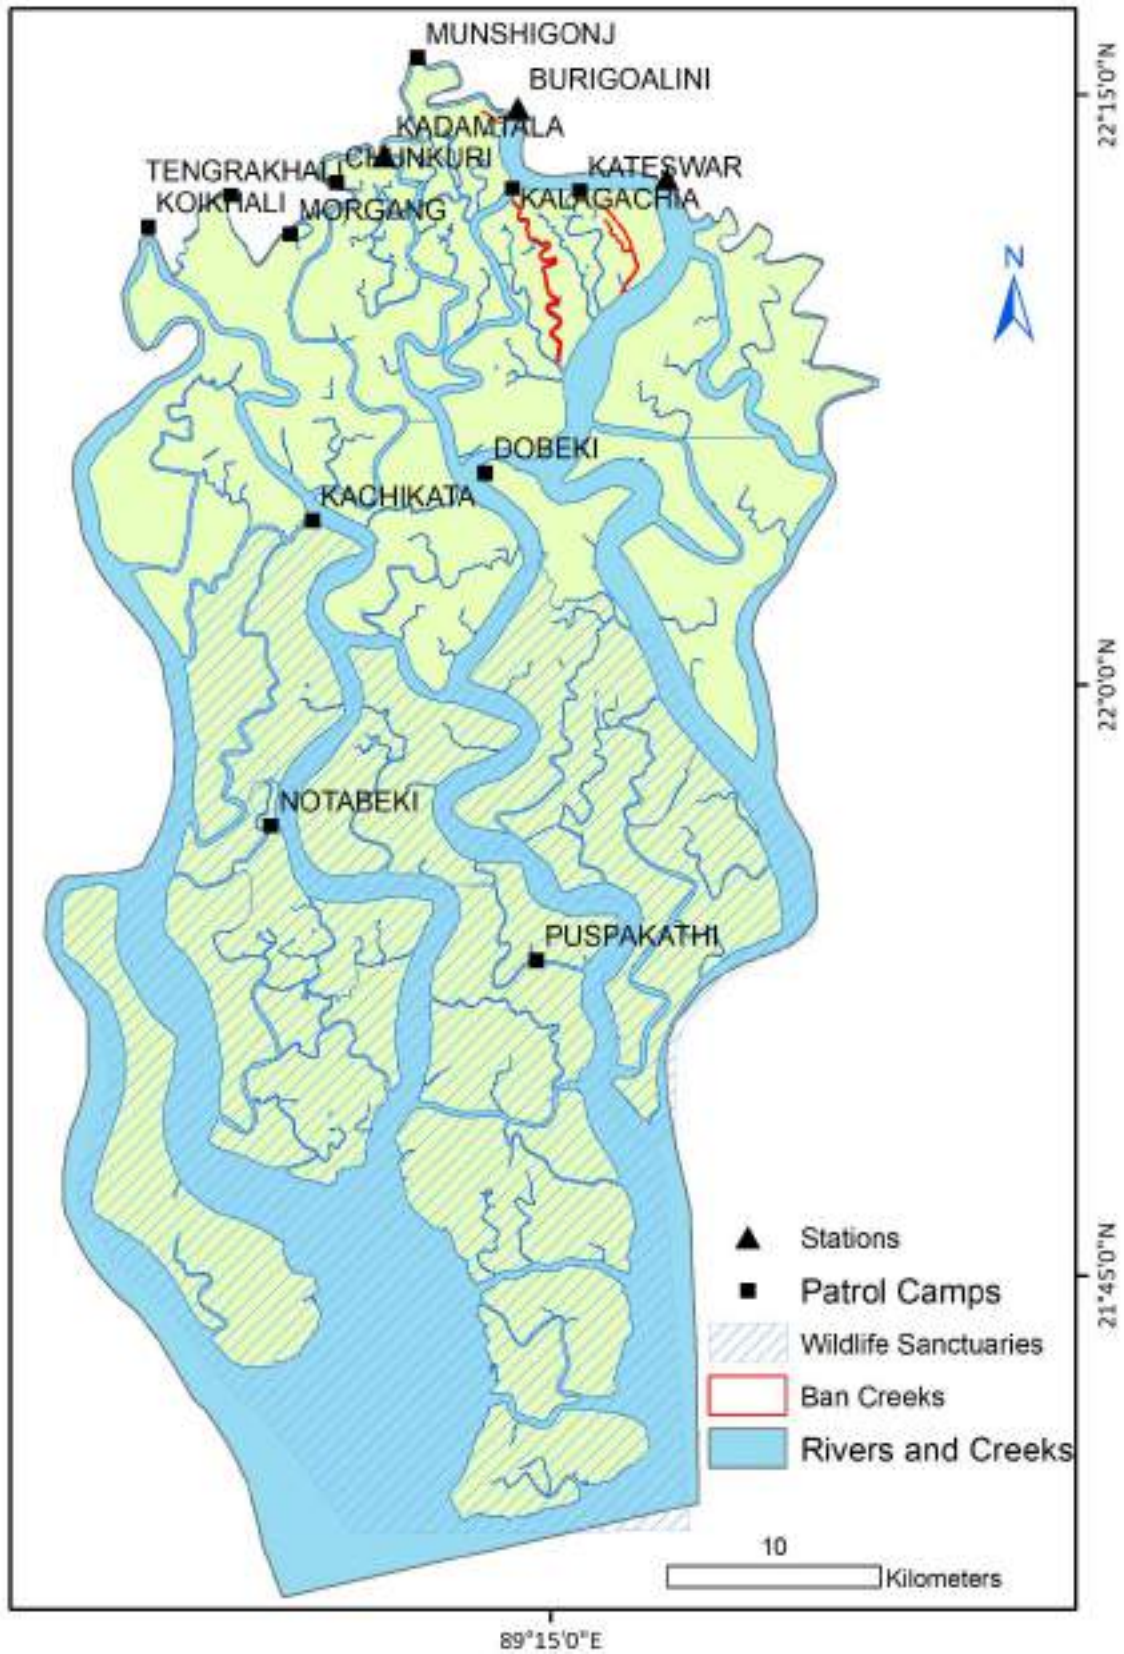 MUNSHIGONJ
BURIGOALINI
KADAMTALA
CHUNKURI
TENGRAKHALI
KATESWAR
KALAGACHIA
KOIKHALI
MORGANG
N
DOBEKI
KACHIKATA
NOTABEKI
PUSPAKATHI
22°15'0"N
22°0'0"N
21°45'0"N
Stations
Patrol Camps
Wildlife Sanctuaries
Ban Creeks
Rivers and Creeks
10
Kilometers
89°15'0"E